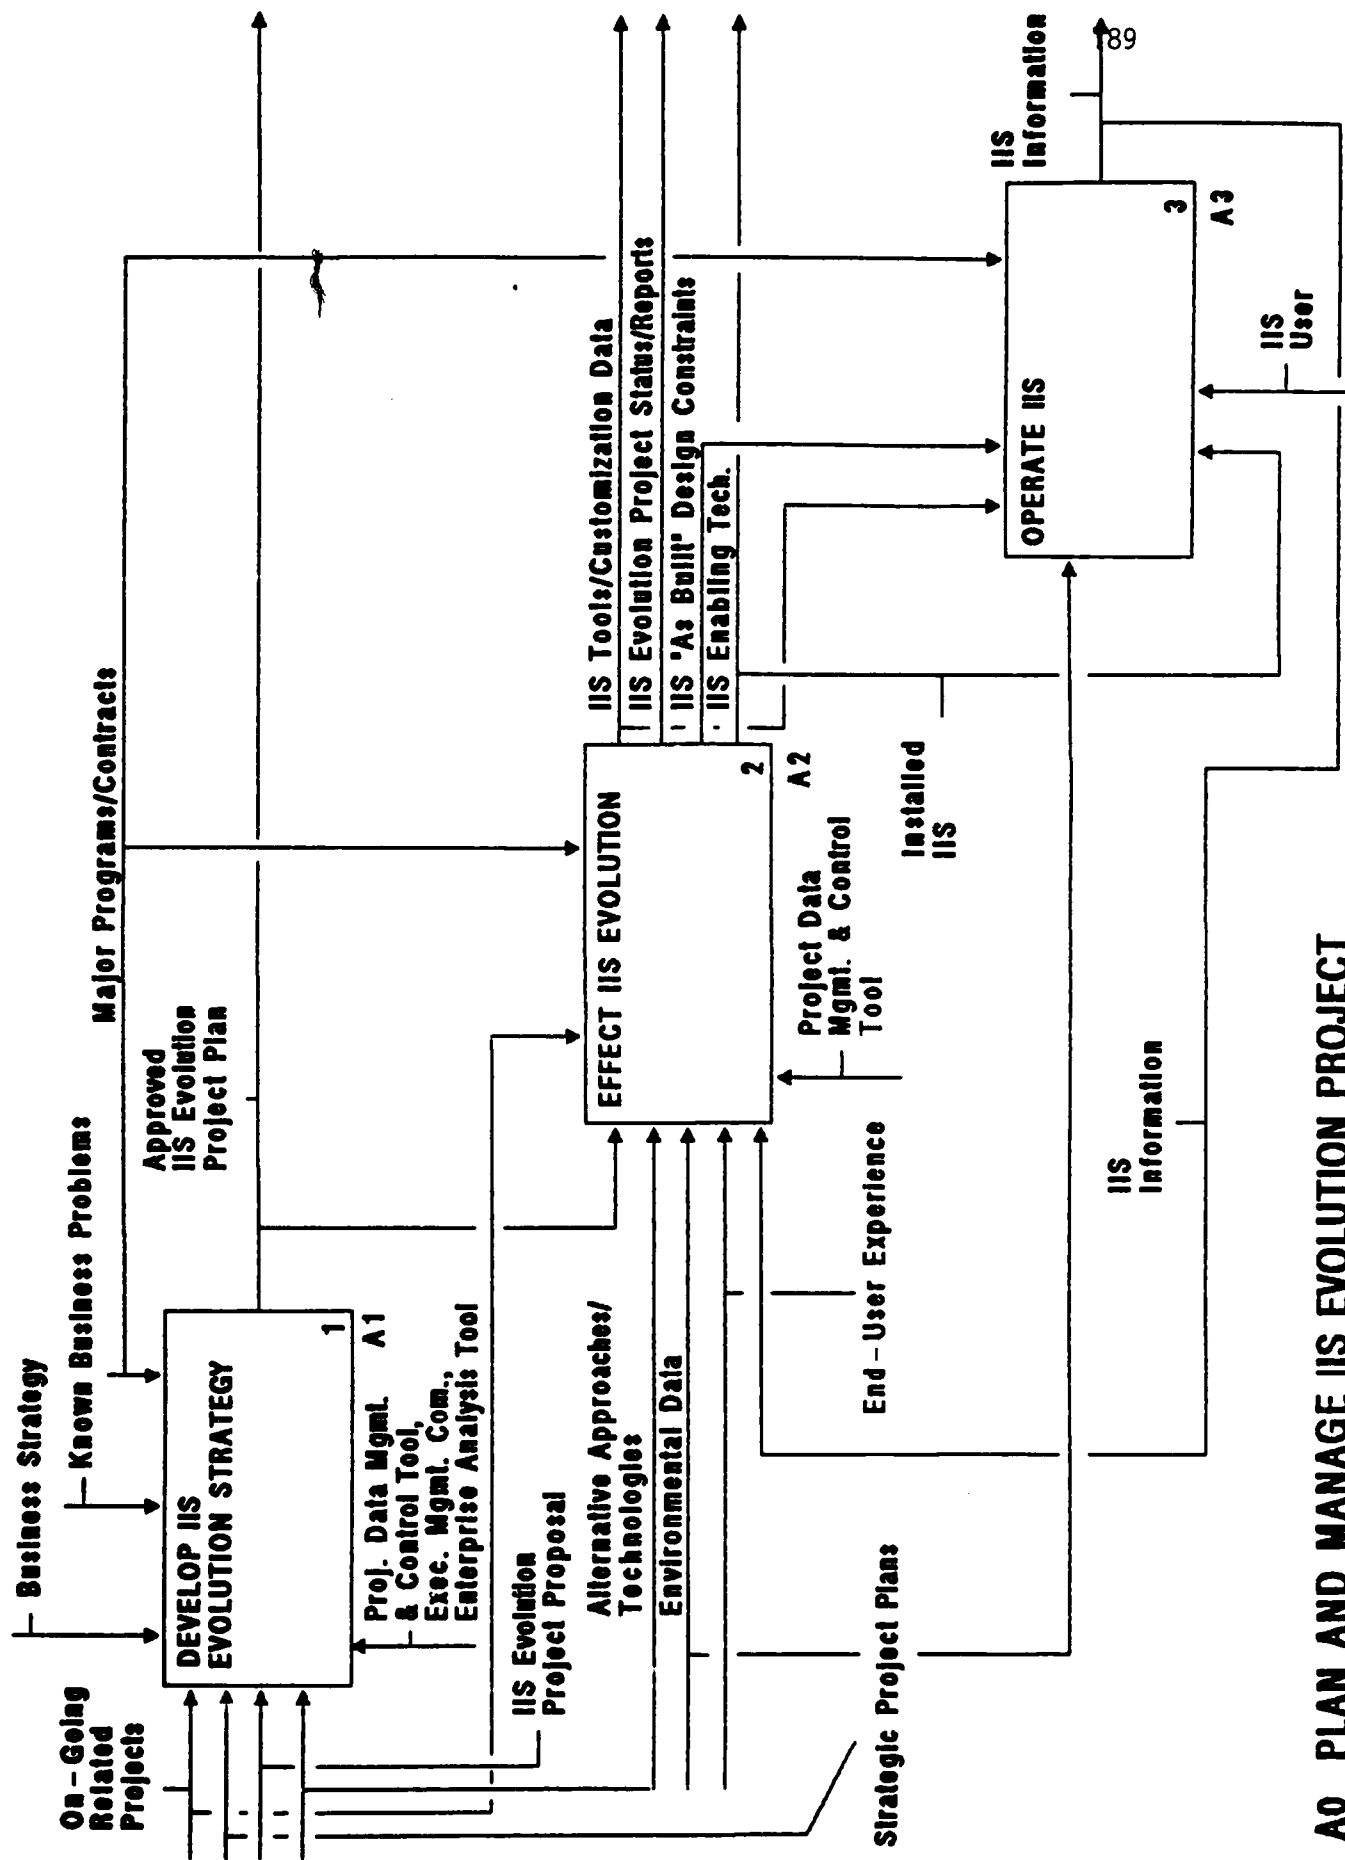 Business Strategy
Known Business Problems
Major Programs/Contracts
On-Going
Related
Projects
DEVELOP IIS
EVOLUTION STRATEGY
1
A1
Approved
IIS Evolution
Project Plan
Proj. Data Mgmt.
& Control Tool,
Exec. Mgmt. Com.,
Enterprise Analysis Tool
IIS Evolution
Project Proposal
Alternative Approaches/
Technologies
Environmental Data
Strategic Project Plans
End-User Experience
EFFECT IIS EVOLUTION
2
A2
Project Data
Mgmt. & Control
Tool
IIS Tools/Customization Data
IIS Evolution Project Status/Reports
IIS "As Built" Design Constraints
IIS Enabling Tech.
Installed
IIS
OPERATE IIS
3
A3
IIS
User
IIS
Information
IIS
Information
89
A0 PLAN AND MANAGE IIS EVOLUTION PROJECT